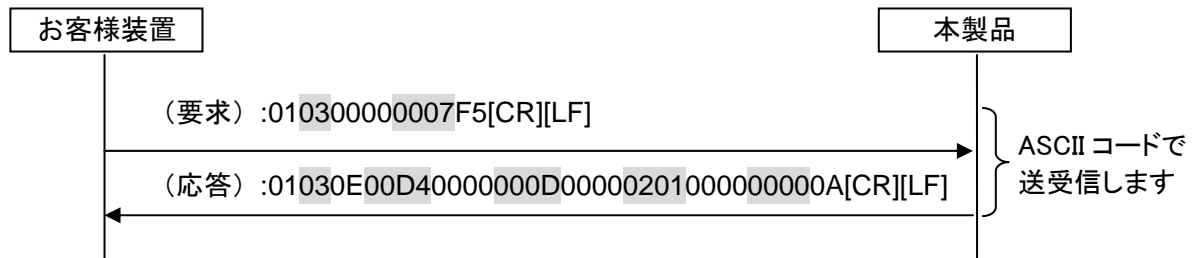 お客様装置
本製品
（要求）:010300000007F5[CR][LF]
ASCII コードで
送受信します
（応答）:01030E00D40000000D00000201000000000A[CR][LF]